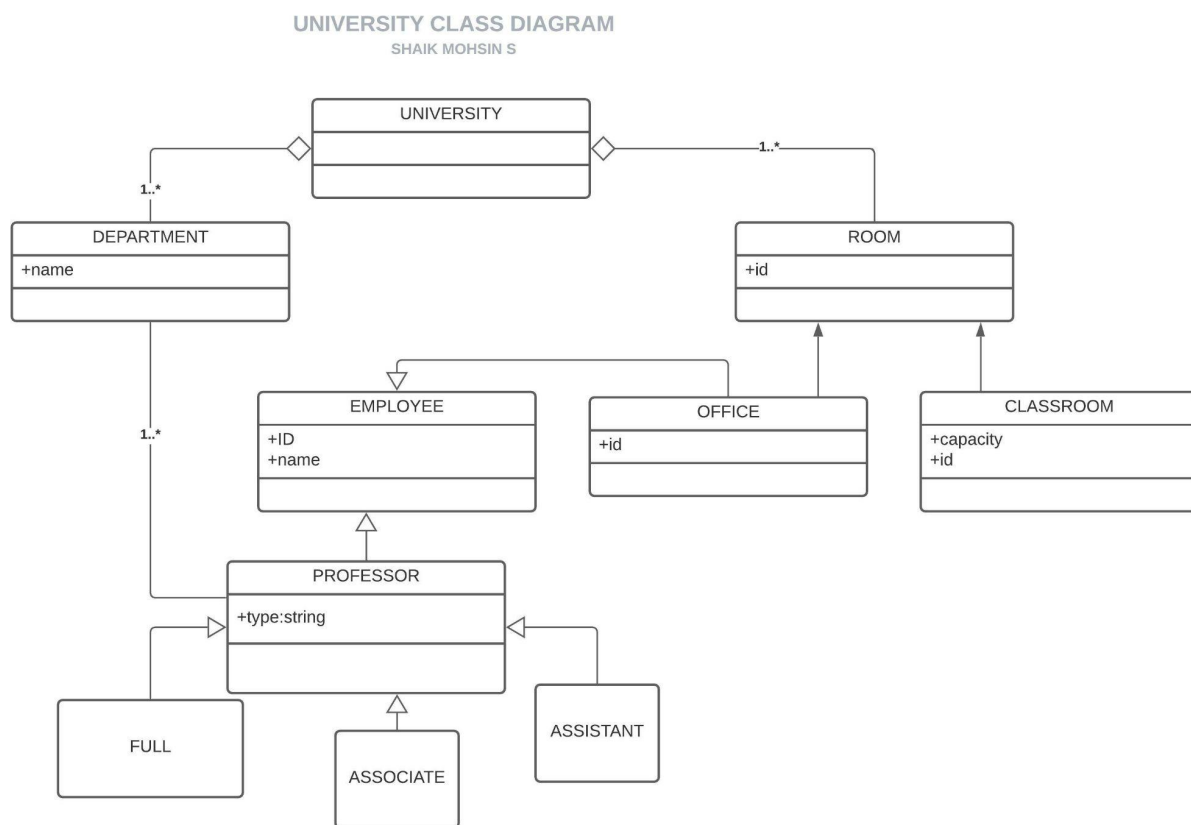 UNIVERSITY CLASS DIAGRAM
SHAIK MOHSIN S
UNIVERSITY
1..*
1..*
DEPARTMENT
+name
ROOM
+id
EMPLOYEE
+ID
+name
OFFICE
+id
CLASSROOM
+capacity
+id
1..*
PROFESSOR
+type:string
FULL
ASSOCIATE
ASSISTANT